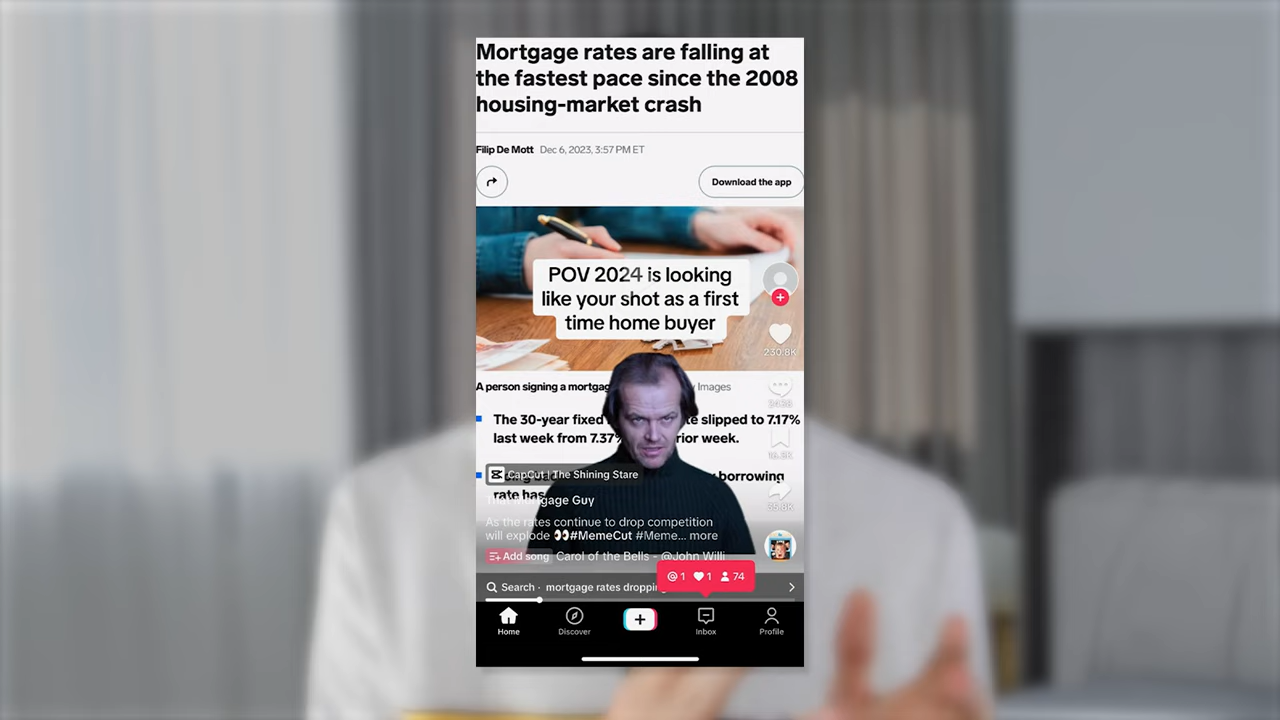 Mortgage rates are falling at
the fastest pace since the 2008
housing-market crash
Filip De Mott Dec 6, 2023, 3:57 PM ET
Download the app
POV 2024 is looking
like your shot as a first
time home buyer
230.8K
A person signing a mortgag Images
The 30-year fixed slipped to 7.17%
last week from 7.37% rior week.
CapCut | The Shining Stare
borrowing
rate has
gage Guy
35.8K
As the rates continue to drop competition
will explode 👀#MemeCut #Meme... more
Add song Carol of the Bells - @John Willi
@ 1 1 74
Search · mortgage rates droppin
Home
Discover
Inbox
Profile